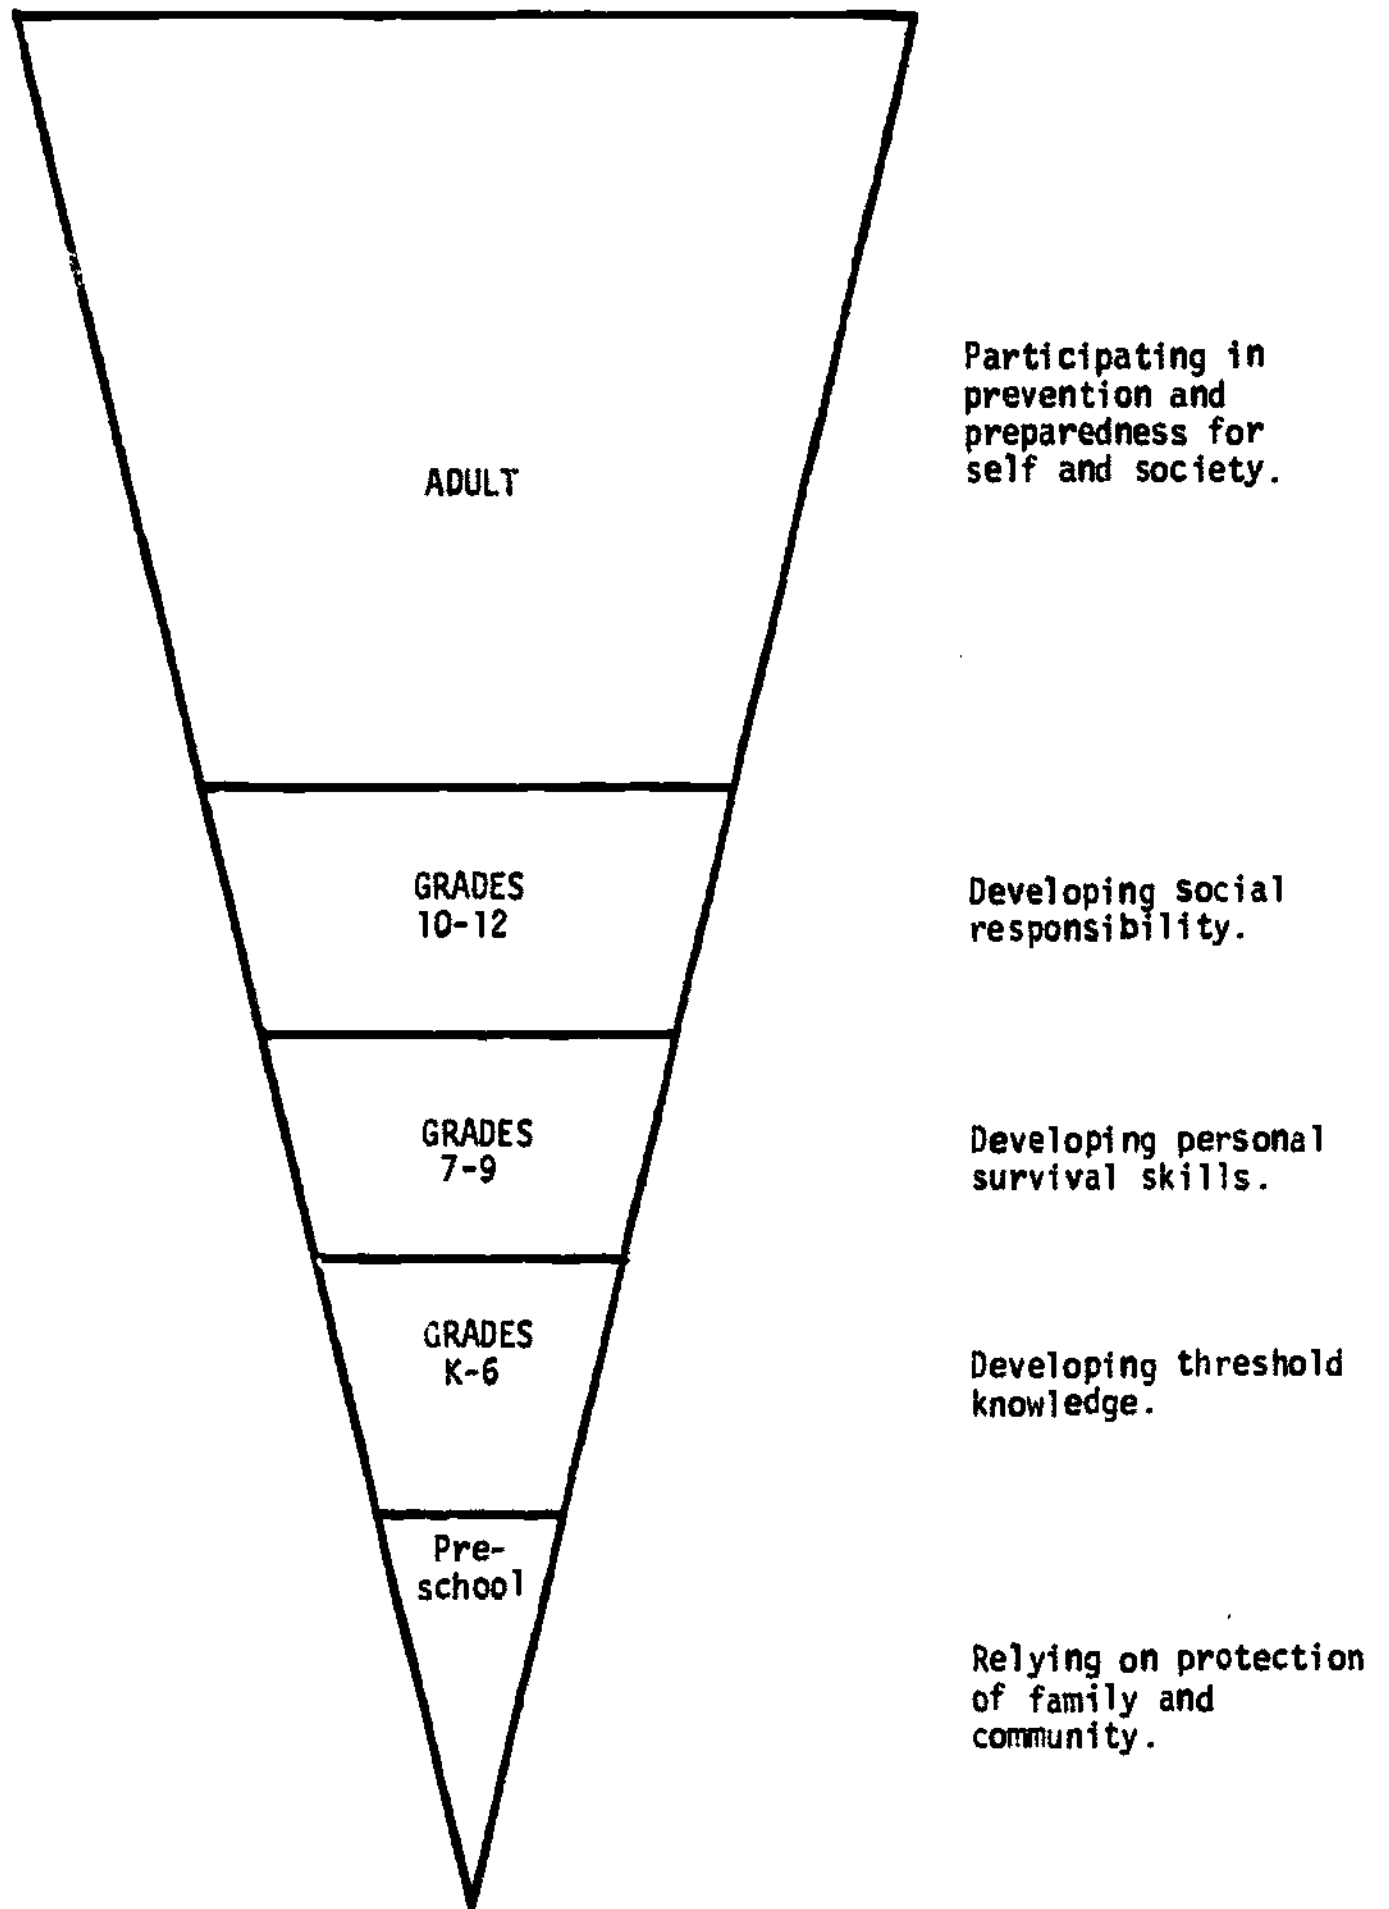 Participating in
prevention and
preparedness for
self and society.
ADULT
GRADES
10-12
Developing social
responsibility.
GRADES
7-9
Developing personal
survival skills.
GRADES
K-6
Developing threshold
knowledge.
Pre-
school
Relying on protection
of family and
community.